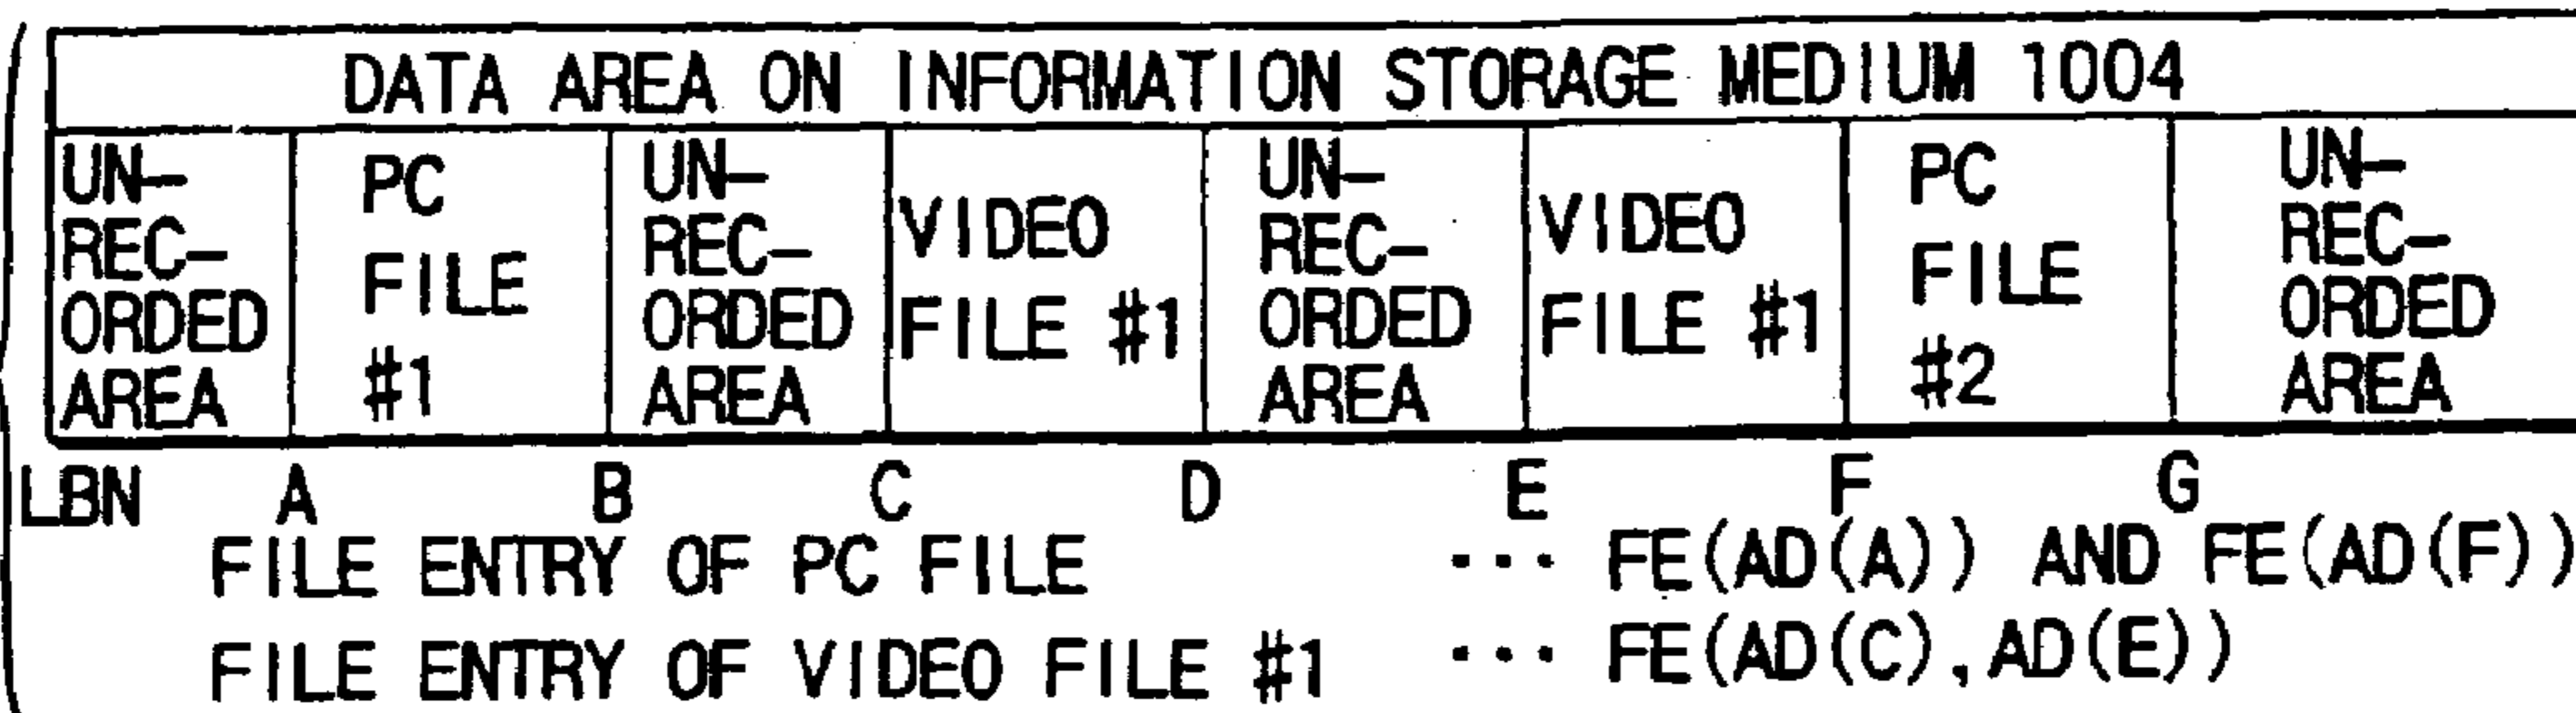 DATA AREA ON INFORMATION STORAGE MEDIUM 1004
UN-
REC-
ORDED
AREA
PC
FILE
#1
UN-
REC-
ORDED
AREA
VIDEO
FILE #1
UN-
REC-
ORDED
AREA
VIDEO
FILE #1
PC
FILE
#2
UN-
REC-
ORDED
AREA
LBN A B C D E F G
FILE ENTRY OF PC FILE ··· FE(AD(A)) AND FE(AD(F))
FILE ENTRY OF VIDEO FILE #1 ··· FE(AD(C),AD(E))